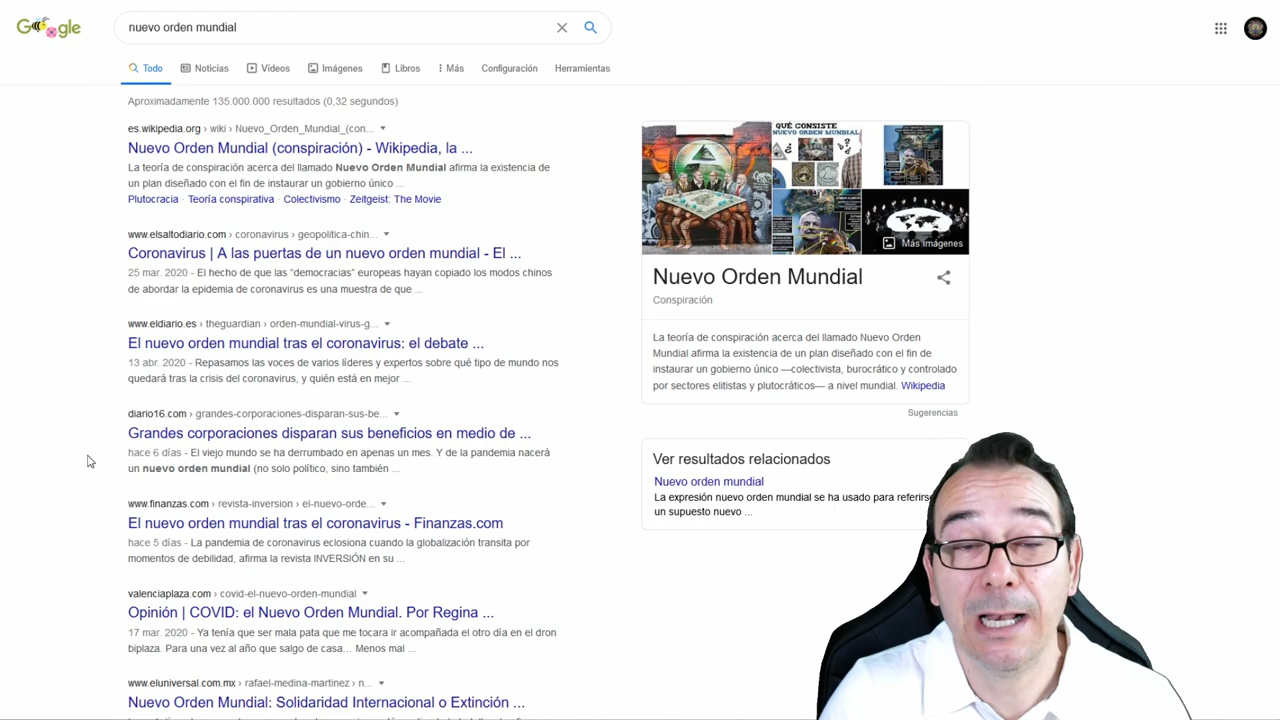 Google
nuevo orden mundial
Todo
Noticias
Vídeos
Imágenes
Libros
Más
Configuración
Herramientas
Aproximadamente 135.000.000 resultados (0,32 segundos)
es.wikipedia.org › wiki › Nuevo_Orden_Mundial_(con...
Nuevo Orden Mundial (conspiración) - Wikipedia, la ...
La teoría de conspiración acerca del llamado Nuevo Orden Mundial afirma la existencia de
un plan diseñado con el fin de instaurar un gobierno único ...
Plutocracia · Teoría conspirativa · Colectivismo · Zeitgeist: The Movie
www.elsaltodiario.com › coronavirus › geopolitica-chin...
Coronavirus | A las puertas de un nuevo orden mundial - El ...
25 mar. 2020 - El hecho de que las “democracias” europeas hayan copiado los modos chinos
de abordar la epidemia de coronavirus es una muestra de que ...
www.eldiario.es › theguardian › orden-mundial-virus-g...
El nuevo orden mundial tras el coronavirus: el debate ...
13 abr. 2020 - Repasamos las voces de varios líderes y expertos sobre qué tipo de mundo nos
quedará tras la crisis del coronavirus, y quién está en mejor ...
diario16.com › grandes-corporaciones-disparan-sus-be...
Grandes corporaciones disparan sus beneficios en medio de ...
hace 6 días - El viejo mundo se ha derrumbado en apenas un mes. Y de la pandemia nacerá
un nuevo orden mundial (no solo político, sino también ...
www.finanzas.com › revista-inversion › el-nuevo-orde...
El nuevo orden mundial tras el coronavirus - Finanzas.com
hace 5 días - La pandemia de coronavirus eclosiona cuando la globalización transita por
momentos de debilidad, afirma la revista INVERSIÓN en su ...
valenciaplaza.com › covid-el-nuevo-orden-mundial
Opinión | COVID: el Nuevo Orden Mundial. Por Regina ...
17 mar. 2020 - Ya tenía que ser mala pata que me tocara ir acompañada el otro día en el dron
biplaza. Para una vez al año que salgo de casa… Menos mal ...
www.eluniversal.com.mx › rafael-medina-martinez › n...
Nuevo Orden Mundial: Solidaridad Internacional o Extinción ...
QUÉ CONSISTE
NUEVO ORDEN MUNDIAL
Más imágenes
Nuevo Orden Mundial
Conspiración
La teoría de conspiración acerca del llamado Nuevo Orden
Mundial afirma la existencia de un plan diseñado con el fin de
instaurar un gobierno único —colectivista, burocrático y controlado
por sectores elitistas y plutocráticos— a nivel mundial. Wikipedia
Sugerencias
Ver resultados relacionados
Nuevo orden mundial
La expresión nuevo orden mundial se ha usado para referirse
un supuesto nuevo ...